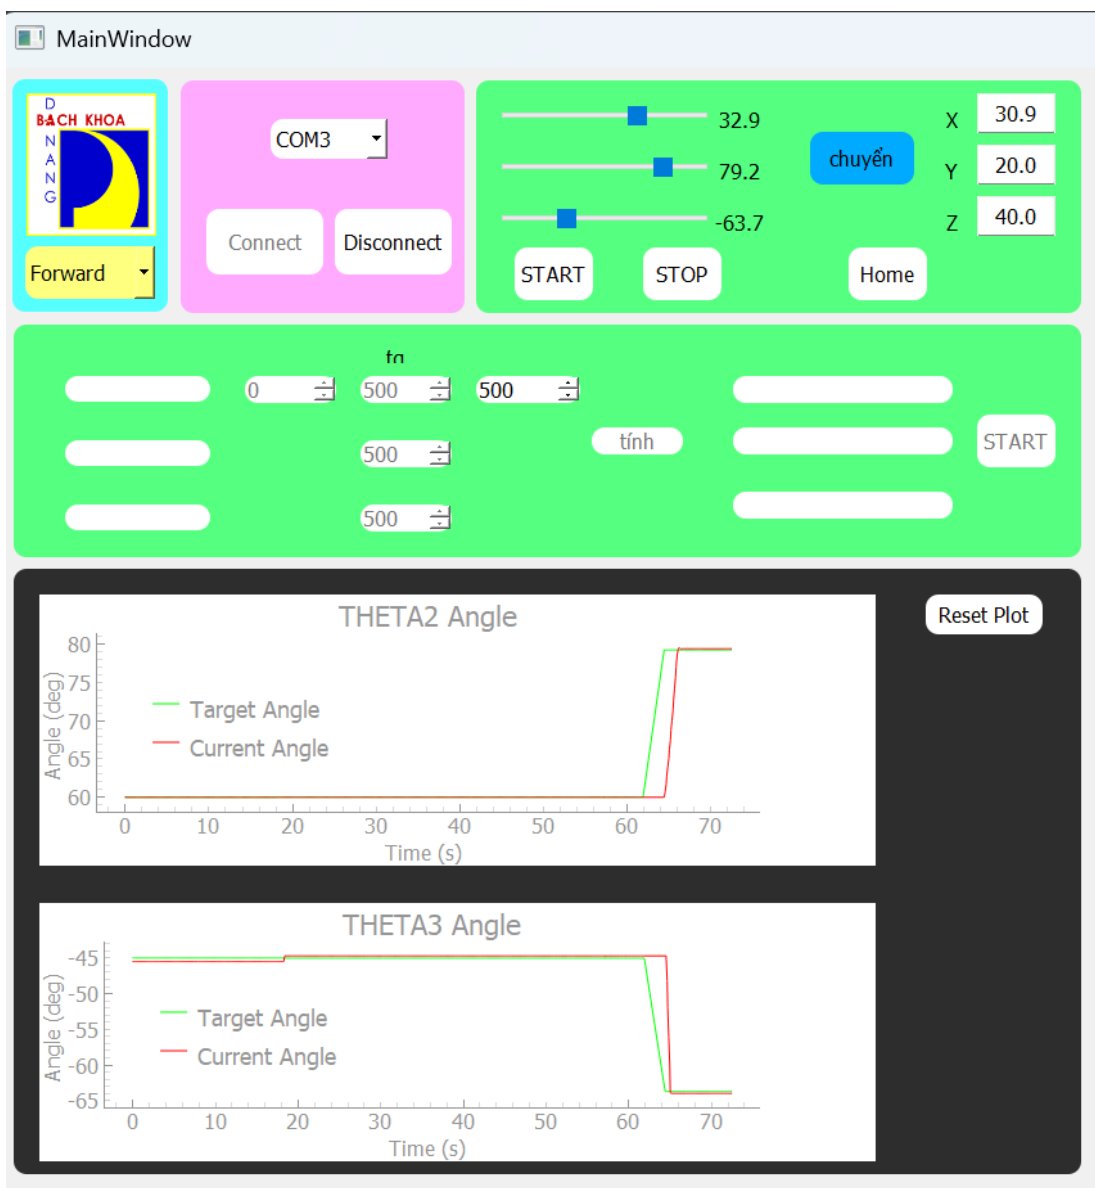 MainWindow
D
BACH KHOA
N
A
N
G
Forward
COM3
Connect
Disconnect
32.9
79.2
-63.7
START
STOP
chuyển
Home
X
30.9
Y
20.0
Z
40.0
0
500
500
500
500
tính
START
THETA2 Angle
80
75
70
65
60
Angle (deg)
Target Angle
Current Angle
0 10 20 30 40 50 60 70
Time (s)
Reset Plot
THETA3 Angle
-45
-50
-55
-60
-65
Angle (deg)
Target Angle
Current Angle
0 10 20 30 40 50 60 70
Time (s)